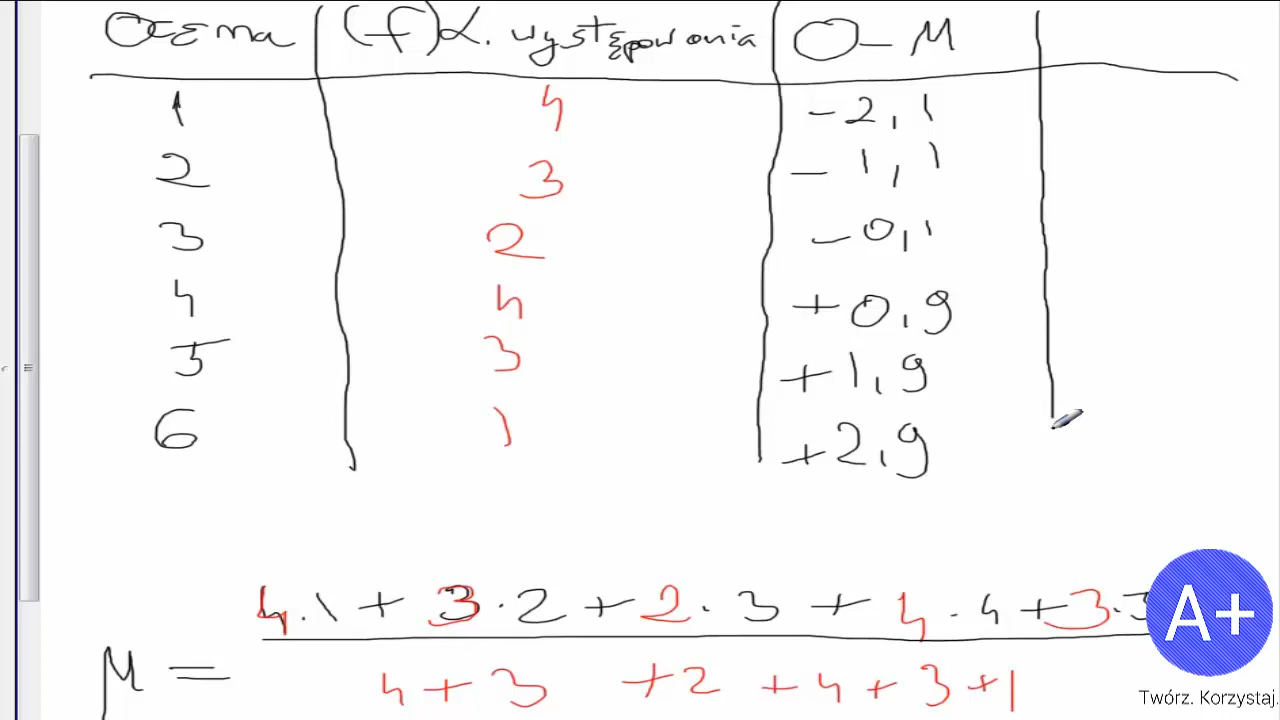 Ocena (f) L. występowania O - M
1 4 -2,1
2 3 -1,1
3 2 -0,1
4 4 +0,9
5 3 +1,9
6 1 +2,9
4·1 + 3·2 + 2·3 + 4·4 + 3·
M =
4+3 +2 +4+3+1
A+
Twórz. Korzystaj.